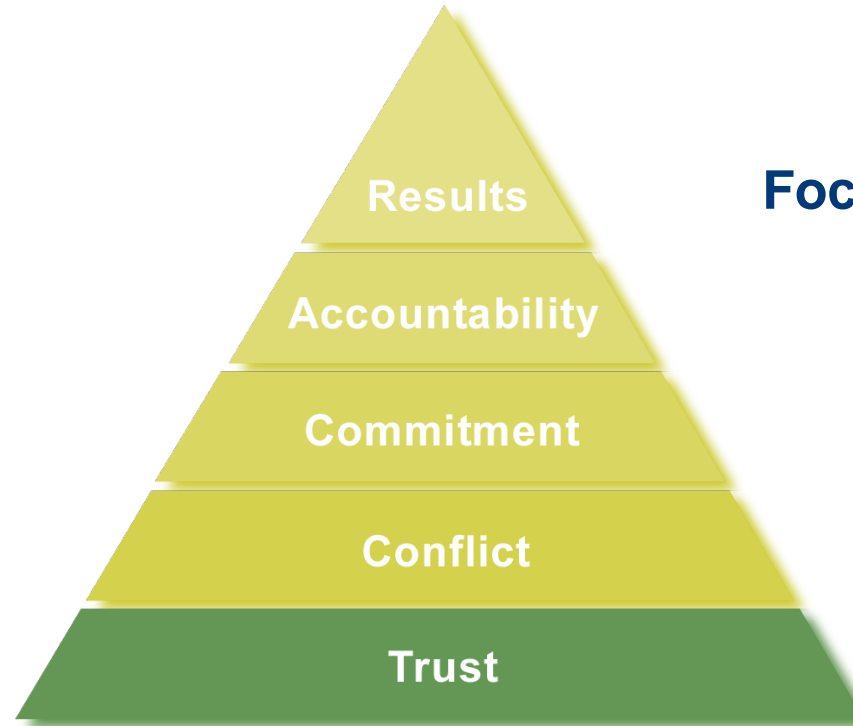 Results
Foc
Accountability
Commitment
Conflict
Trust